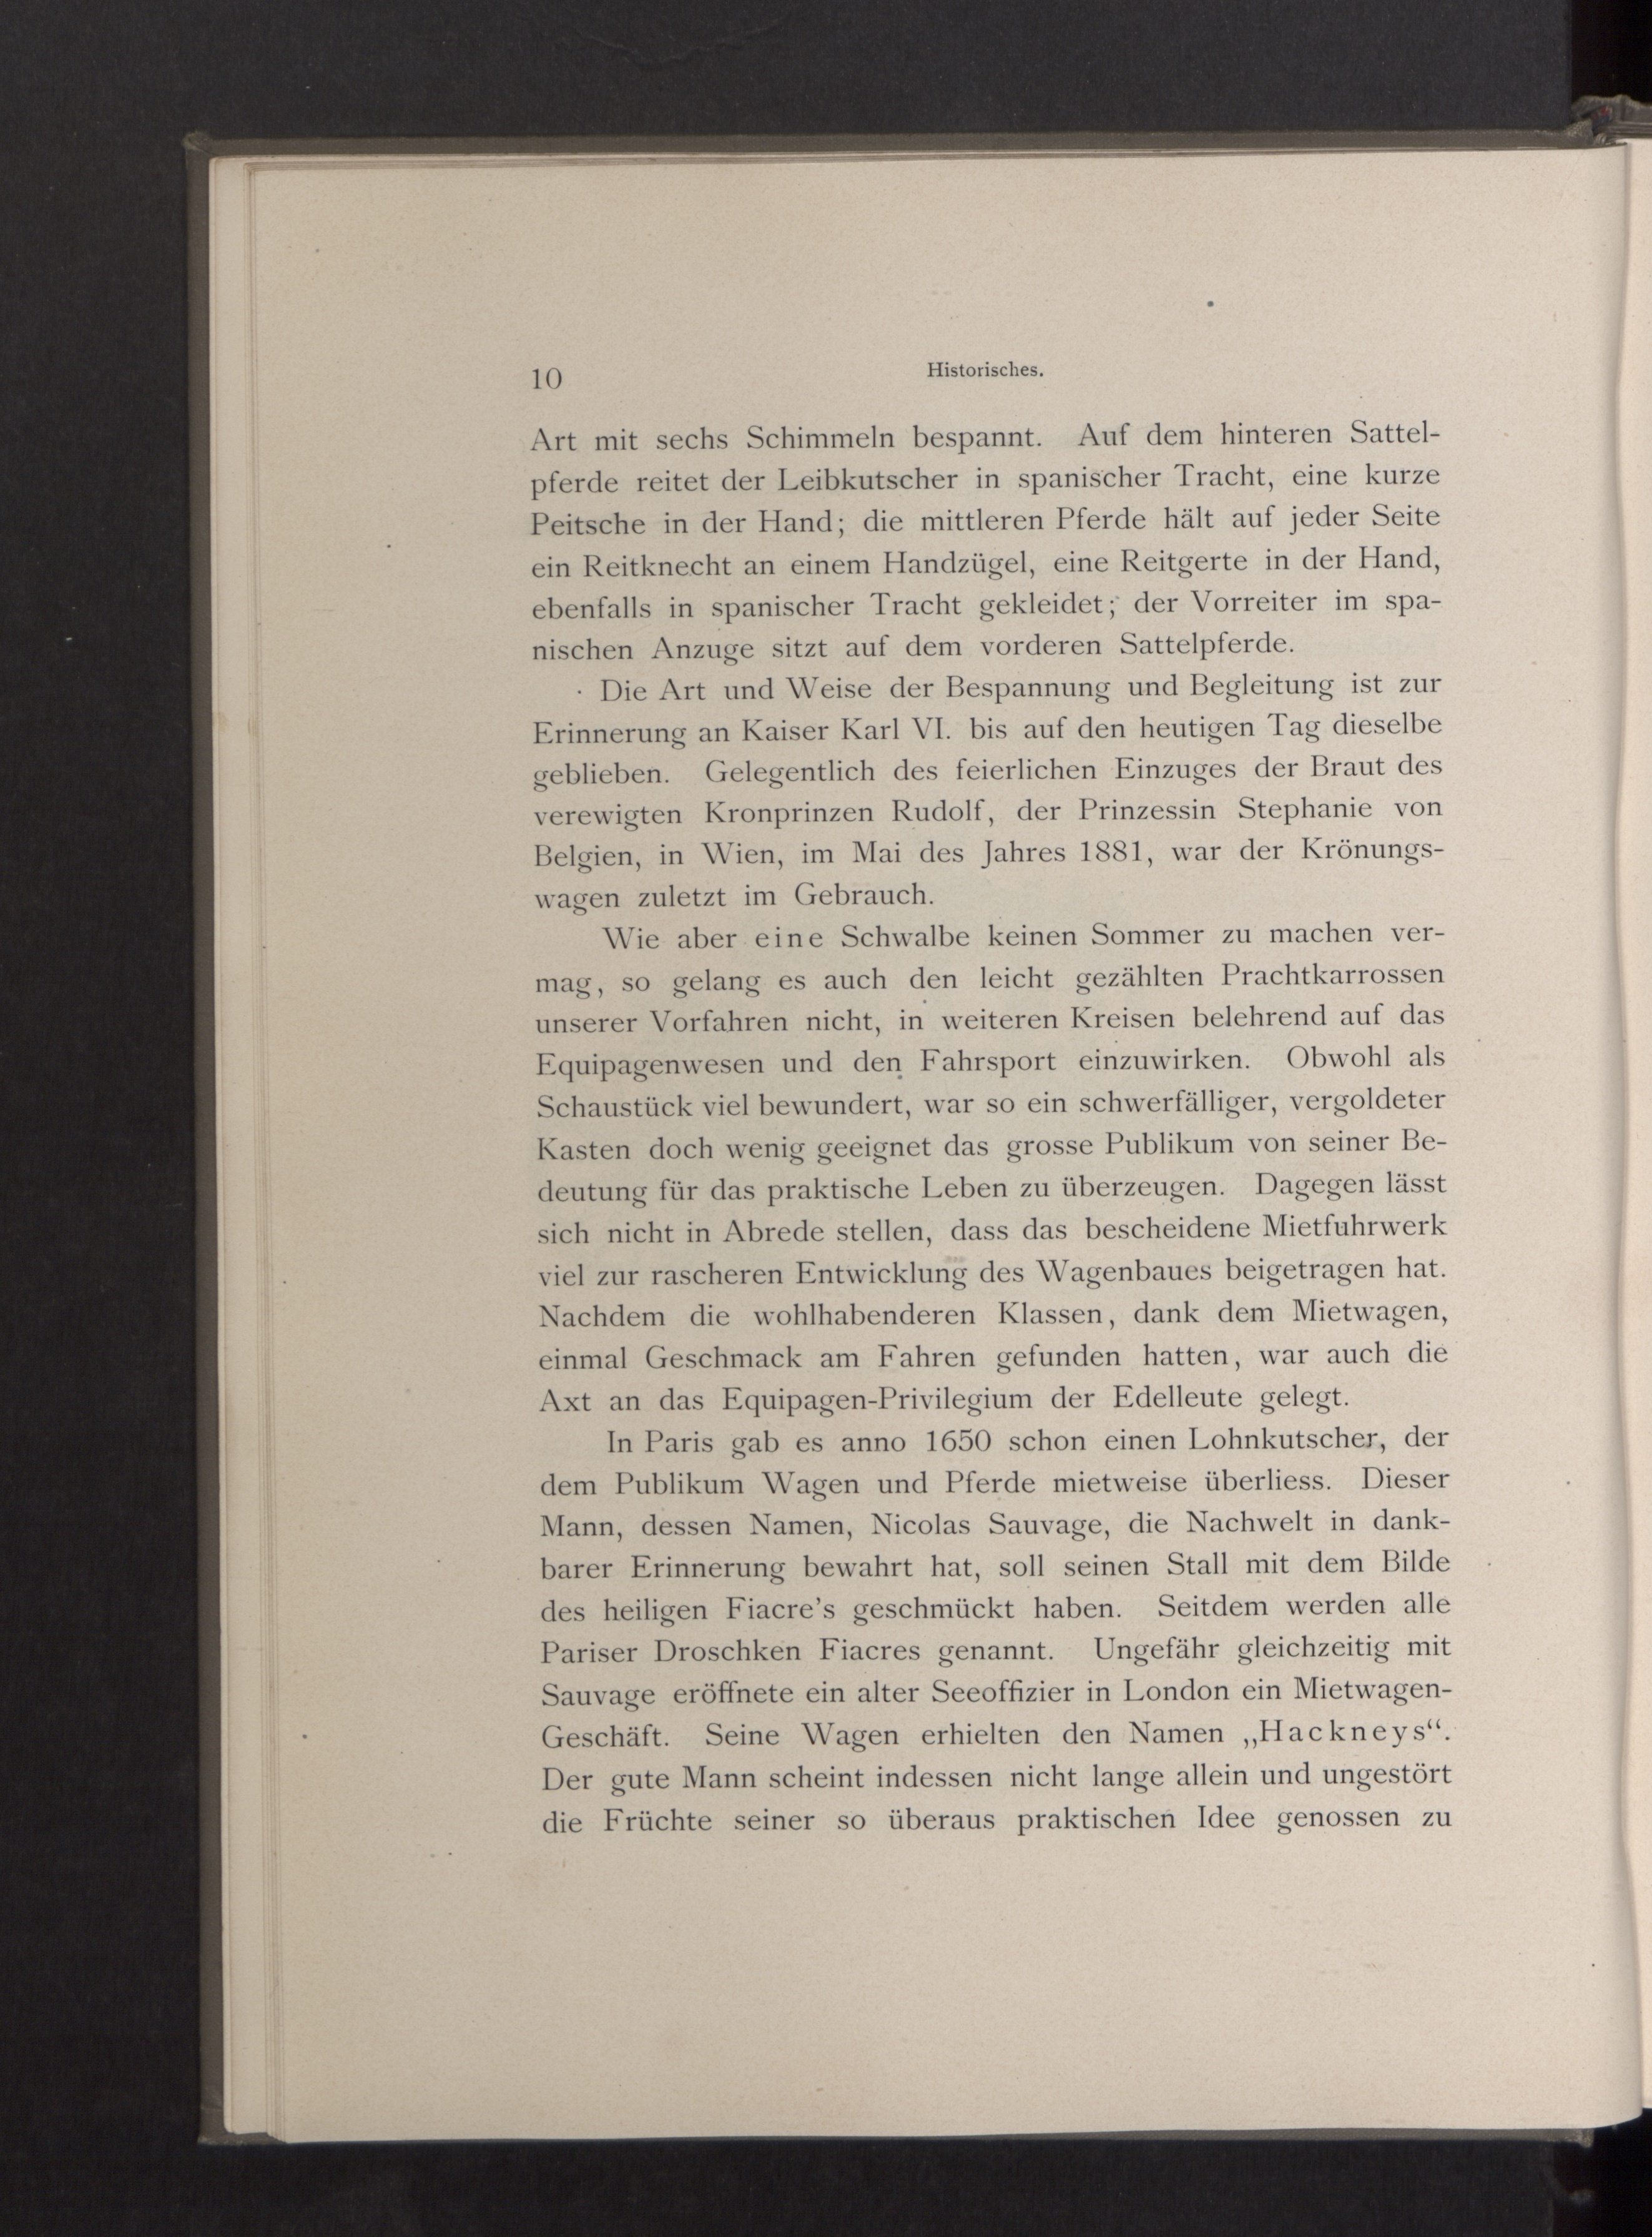 10
Historisches.
Art mit sechs Schimmeln bespannt. Auf dem hinteren Sattel-
pferde reitet der Leibkutscher in spanischer Tracht, eine kurze
Peitsche in der Hand; die mittleren Pferde hält auf jeder Seite
ein Reitknecht an einem Handzügel, eine Reitgerte in der Hand,
ebenfalls in spanischer Tracht gekleidet; der Vorreiter im spa-
nischen Anzuge sitzt auf dem vorderen Sattelpferde.
Die Art und Weise der Bespannung und Begleitung ist zur
Erinnerung an Kaiser Karl VI. bis auf den heutigen Tag dieselbe
geblieben. Gelegentlich des feierlichen Einzuges der Braut des
verewigten Kronprinzen Rudolf, der Prinzessin Stephanie von
Belgien, in Wien, im Mai des Jahres 1881, war der Krönungs-
wagen zuletzt im Gebrauch.
Wie aber eine Schwalbe keinen Sommer zu machen ver-
mag, so gelang es auch den leicht gezählten Prachtkarrossen
unserer Vorfahren nicht, in weiteren Kreisen belehrend auf das
Equipagenwesen und den Fahrsport einzuwirken. Obwohl als
Schaustück viel bewundert, war so ein schwerfälliger, vergoldeter
Kasten doch wenig geeignet das grosse Publikum von seiner Be-
deutung für das praktische Leben zu überzeugen. Dagegen lässt
sich nicht in Abrede stellen, dass das bescheidene Mietfuhrwerk
viel zur rascheren Entwicklung des Wagenbaues beigetragen hat.
Nachdem die wohlhabenderen Klassen, dank dem Mietwagen,
einmal Geschmack am Fahren gefunden hatten, war auch die
Axt an das Equipagen-Privilegium der Edelleute gelegt.
In Paris gab es anno 1650 schon einen Lohnkutscher, der
dem Publikum Wagen und Pferde mietweise überliess. Dieser
Mann, dessen Namen, Nicolas Sauvage, die Nachwelt in dank-
barer Erinnerung bewahrt hat, soll seinen Stall mit dem Bilde
des heiligen Fiacre's geschmückt haben. Seitdem werden alle
Pariser Droschken Fiacres genannt. Ungefähr gleichzeitig mit
Sauvage eröffnete ein alter Seeoffizier in London ein Mietwagen-
Geschäft. Seine Wagen erhielten den Namen „Hackneys“.
Der gute Mann scheint indessen nicht lange allein und ungestört
die Früchte seiner so überaus praktischen Idee genossen zu